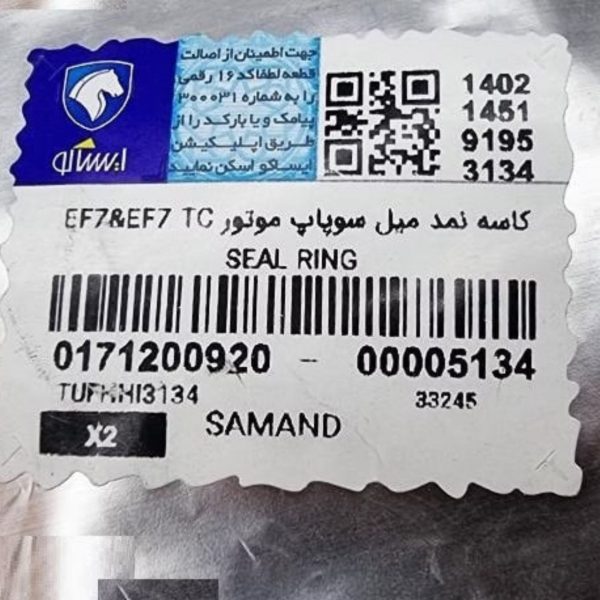 ایساکو
جهت اطمینان از اصالت
قطعه لطفا کد ۱۶ رقمی
را به شماره ۳۰۰۰۳۱
پیامک و یا بارکد را از
طریق اپلیکیشن
ایساکو اسکن نمایید
1402
1451
9195
3134
کاسه نمد میل سوپاپ موتور EF7&EF7 TC
SEAL RING
0171200920 - 00005134
TUFHHI3134 33245
X2 SAMAND